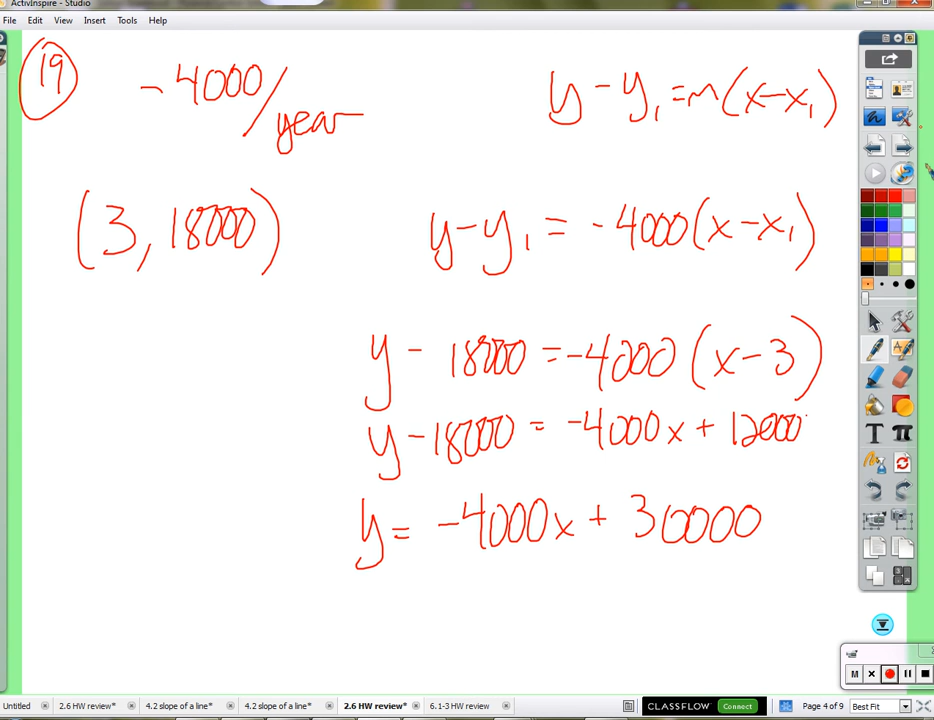 ActivInspire - Studio
File Edit View Insert Tools Help
19
-4000/year
y - y₁ = m(x - x₁)
(3, 18000)
y - y₁ = -4000(x - x₁)
y - 18000 = -4000(x - 3)
y - 18000 = -4000x + 12000
y = -4000x + 30000
M
Untitled 2.6 HW review* 4.2 slope of a line* 4.2 slope of a line* 2.6 HW review* 6.1-3 HW review CLASSFLOW Connect Page 4 of 9 Best Fit